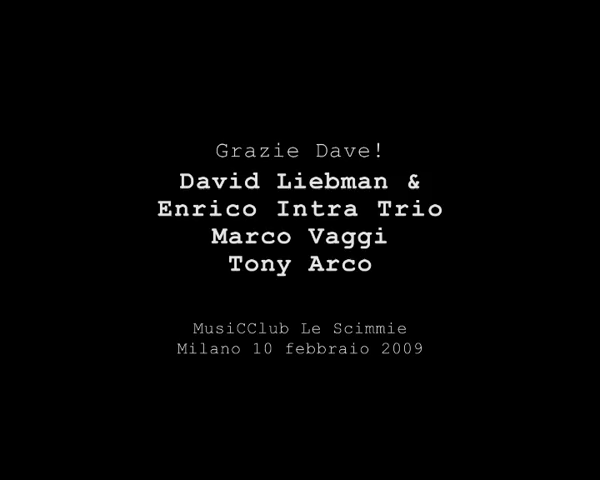 Grazie Dave!
David Liebman &
Enrico Intra Trio
Marco Vaggi
Tony Arco
MusiCClub Le Scimmie
Milano 10 febbraio 2009